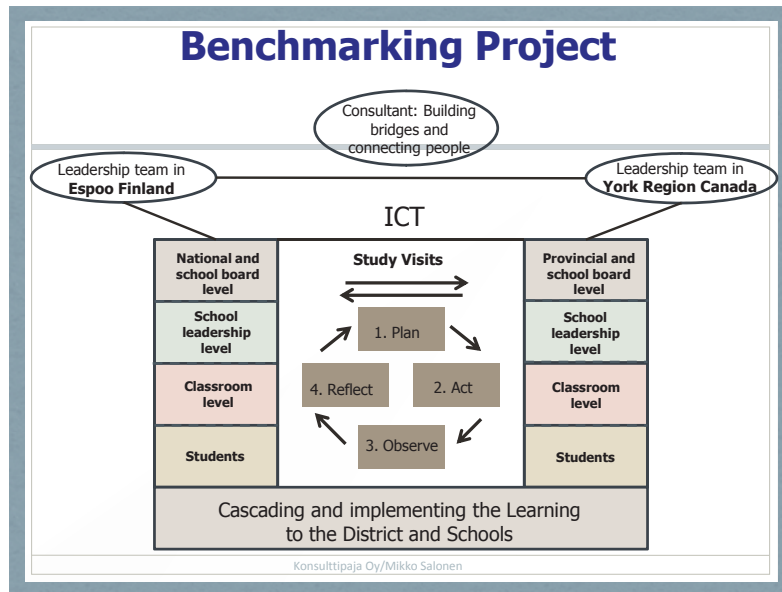 Benchmarking Project
Consultant: Building
bridges and
connecting people
Leadership team in
Espoo Finland
Leadership team in
York Region Canada
ICT
National and
school board
level
Study Visits
Provincial and
school board
level
School
leadership
level
1. Plan
School
leadership
level
Classroom
level
4. Reflect
2. Act
Classroom
level
Students
3. Observe
Students
Cascading and implementing the Learning
to the District and Schools
Konsulttipaja Oy/Mikko Salonen